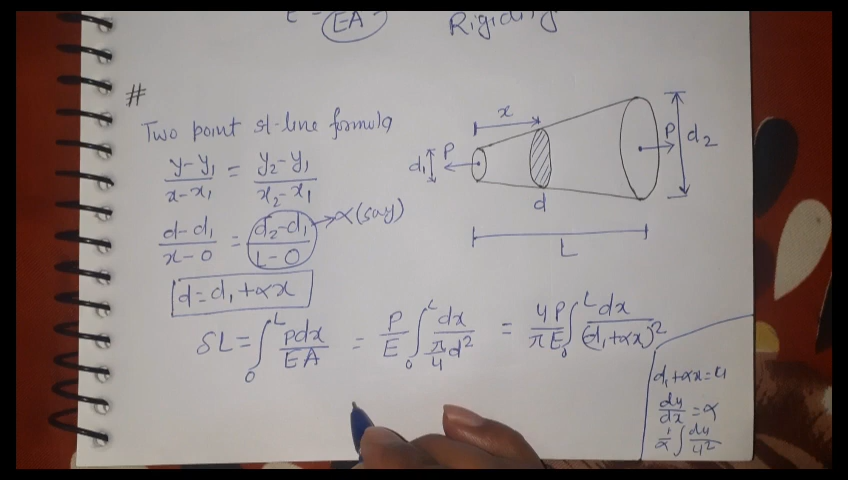 EA
Rigidity
#
Two point st-line formula
y-y₁/x-x₁ = y₂-y₁/x₂-x₁
d-d₁/x-0 = d₂-d₁/L-0 → α (say)
d = d₁ + αx
x
d₁
P
P
d₂
d
L
δL = ∫₀ᴸ Pdx/EA = P/E ∫₀ᴸ dx/(π/4 d²) = 4P/πE ∫₀ᴸ dx/(d₁+αx)²
d₁+αx = u
du/dx = α
1/α ∫ du/u²